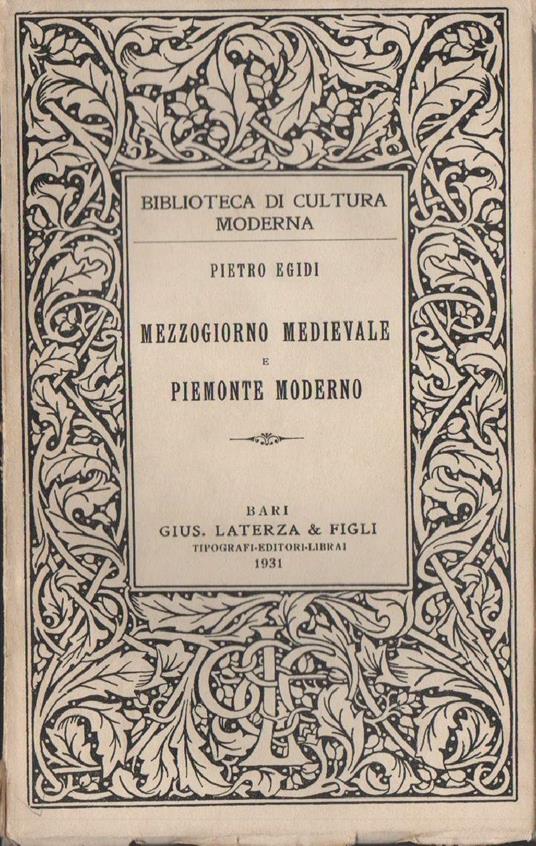 BIBLIOTECA DI CULTURA
MODERNA
PIETRO EGIDI
MEZZOGIORNO MEDIEVALE
E
PIEMONTE MODERNO
BARI
GIUS. LATERZA & FIGLI
TIPOGRAFI-EDITORI-LIBRAI
1931